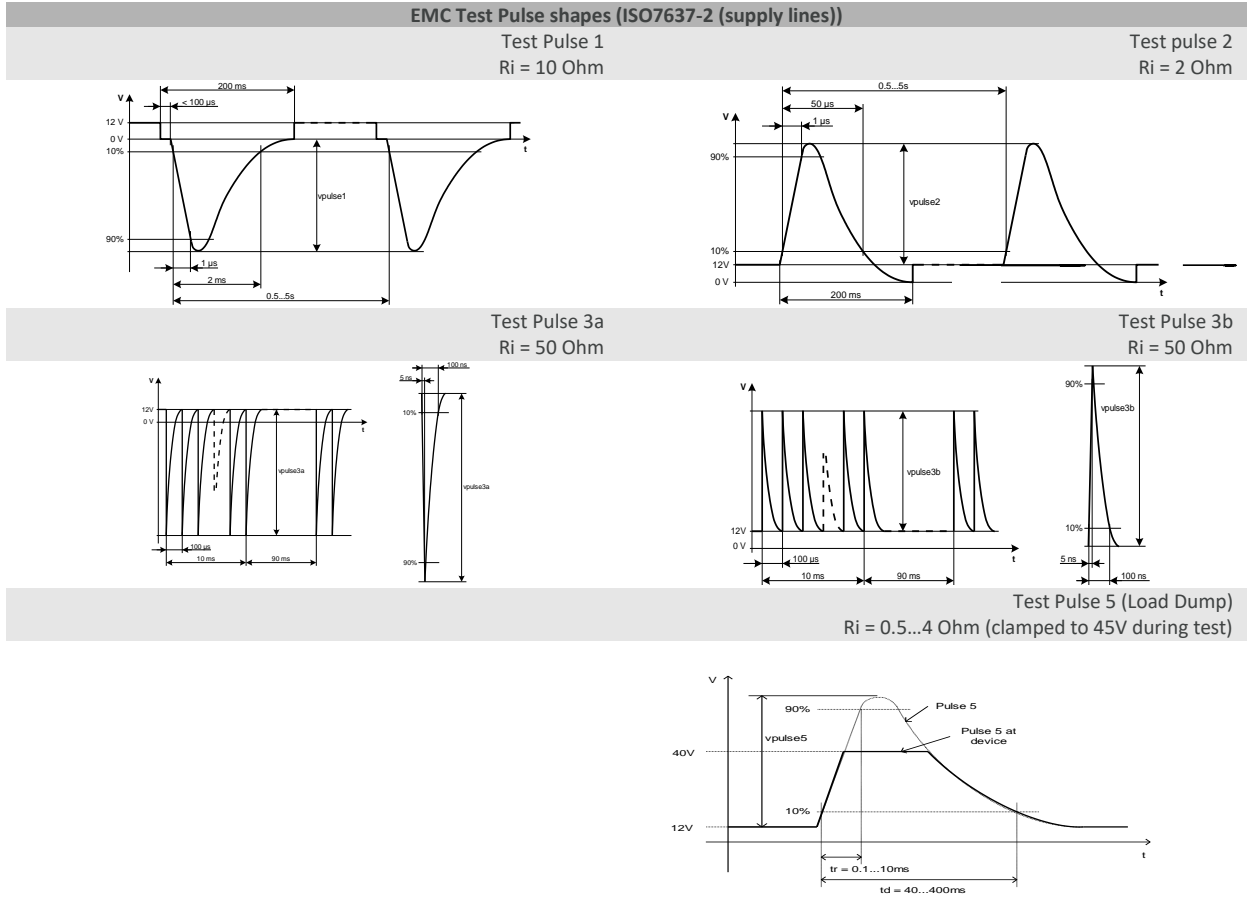 EMC Test Pulse shapes (ISO7637-2 (supply lines))
Test Pulse 1
Ri = 10 Ohm
Test pulse 2
Ri = 2 Ohm
200 ms
< 100 µs
V
12 V
0 V
10%
t
vpulse1
90%
1 µs
2 ms
0.5...5s
0.5...5s
50 µs
1 µs
V
90%
vpulse2
10%
12V
0 V
t
200 ms
Test Pulse 3a
Ri = 50 Ohm
Test Pulse 3b
Ri = 50 Ohm
V
12V
0 V
t
vpulse3a
100 µs
10 ms
90 ms
100 ns
5 ns
10%
vpulse3a
90%
V
vpulse3b
12V
0 V
t
100 µs
10 ms
90 ms
90%
vpulse3b
10%
5 ns
100 ns
Test Pulse 5 (Load Dump)
Ri = 0.5…4 Ohm (clamped to 45V during test)
V
90%
Pulse 5
vpulse5
Pulse 5 at
device
40V
10%
12V
t
tr = 0.1...10ms
td = 40...400ms